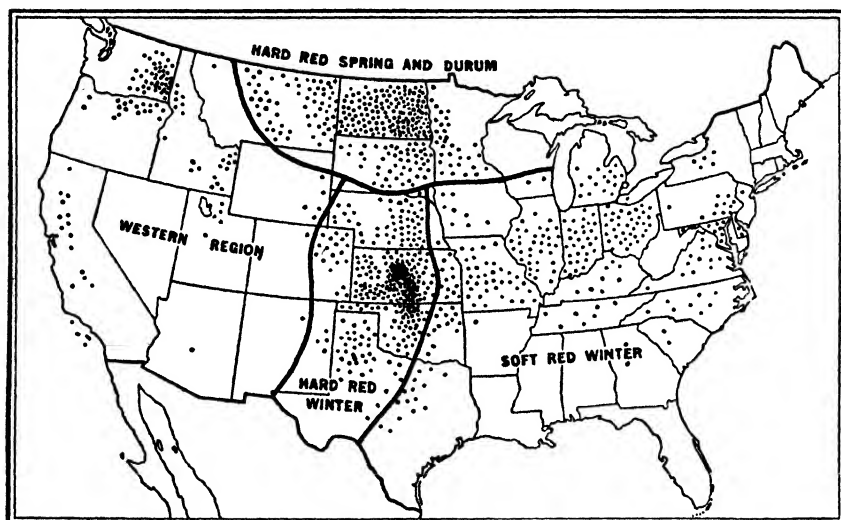 HARD RED SPRING AND DURUM
WESTERN REGION
SOFT RED WINTER
HARD RED
WINTER